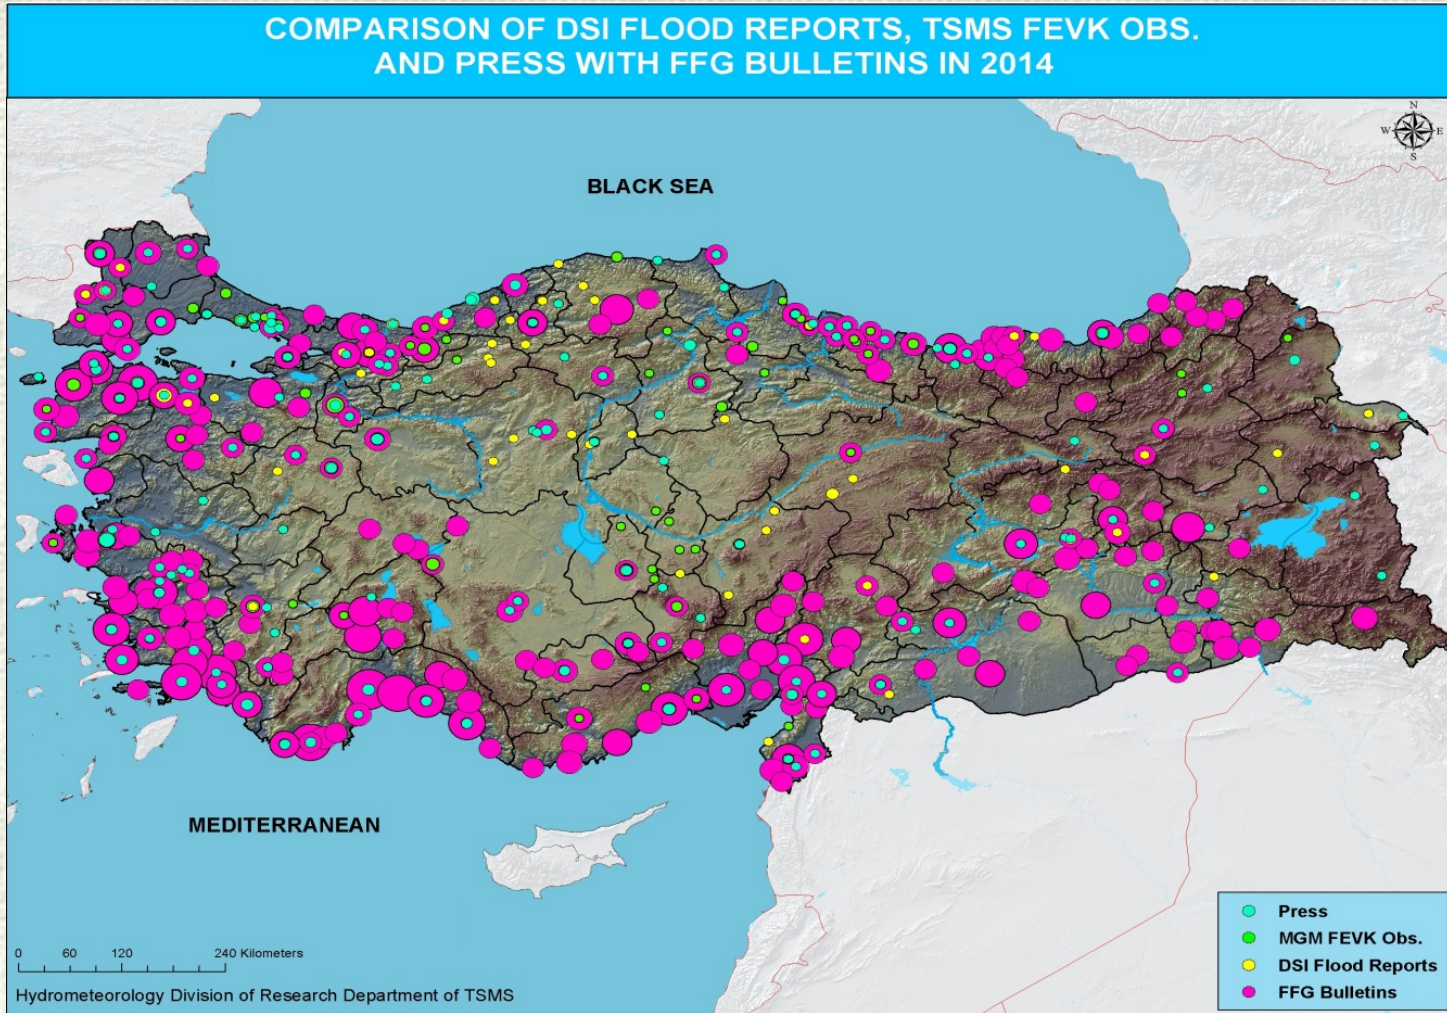 COMPARISON OF DSI FLOOD REPORTS, TSMS FEVK OBS.
AND PRESS WITH FFG BULLETINS IN 2014
N
W E
S
BLACK SEA
MEDITERRANEAN
Press
MGM FEVK Obs.
DSI Flood Reports
FFG Bulletins
0 60 120 240 Kilometers
Hydrometeorology Division of Research Department of TSMS